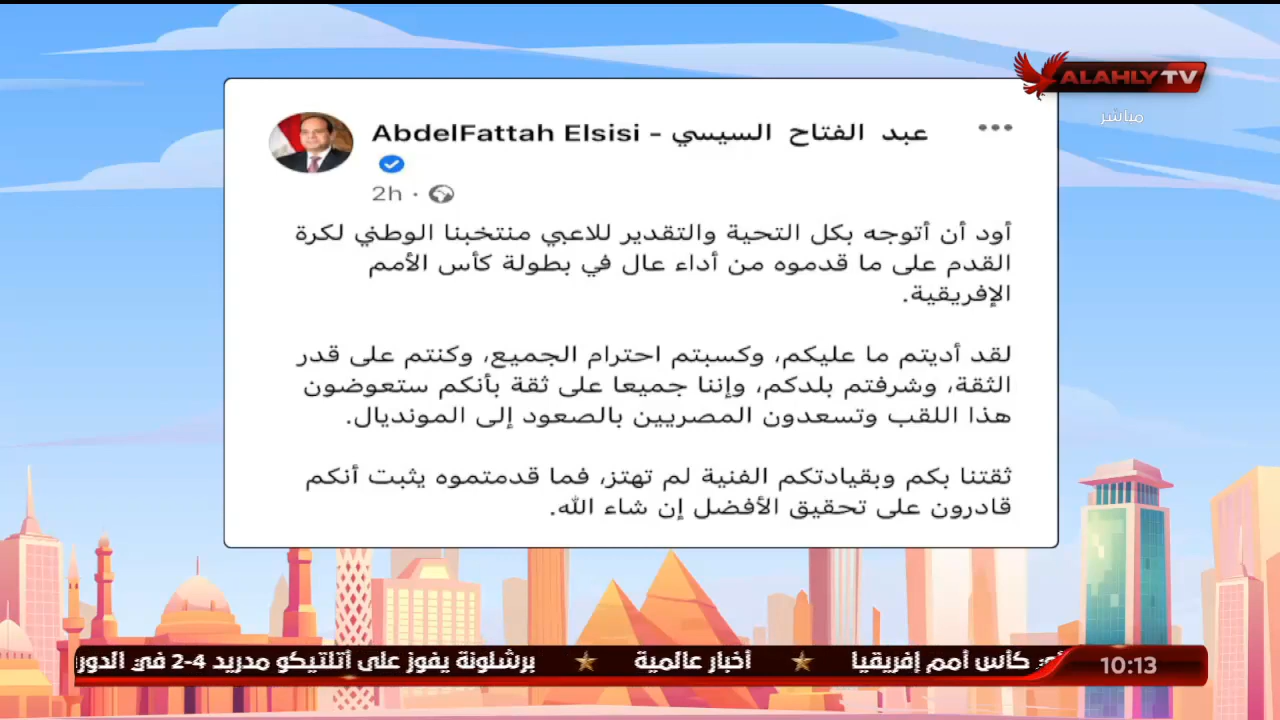 ALAHLY TV
مباشر
AbdelFattah Elsisi - عبد الفتاح السيسي
2h
أود أن أتوجه بكل التحية والتقدير للاعبي منتخبنا الوطني لكرة
القدم على ما قدموه من أداء عال في بطولة كأس الأمم
الإفريقية.
لقد أديتم ما عليكم، وكسبتم احترام الجميع، وكنتم على قدر
الثقة، وشرفتم بلدكم، وإننا جميعا على ثقة بأنكم ستعوضون
هذا اللقب وتسعدون المصريين بالصعود إلى المونديال.
ثقتنا بكم وبقيادتكم الفنية لم تهتز، فما قدمتموه يثبت أنكم
قادرون على تحقيق الأفضل إن شاء الله.
كأس أمم إفريقيا ★ أخبار عالمية ★ برشلونة يفوز على أتلتيكو مدريد 4-2 في
10:13